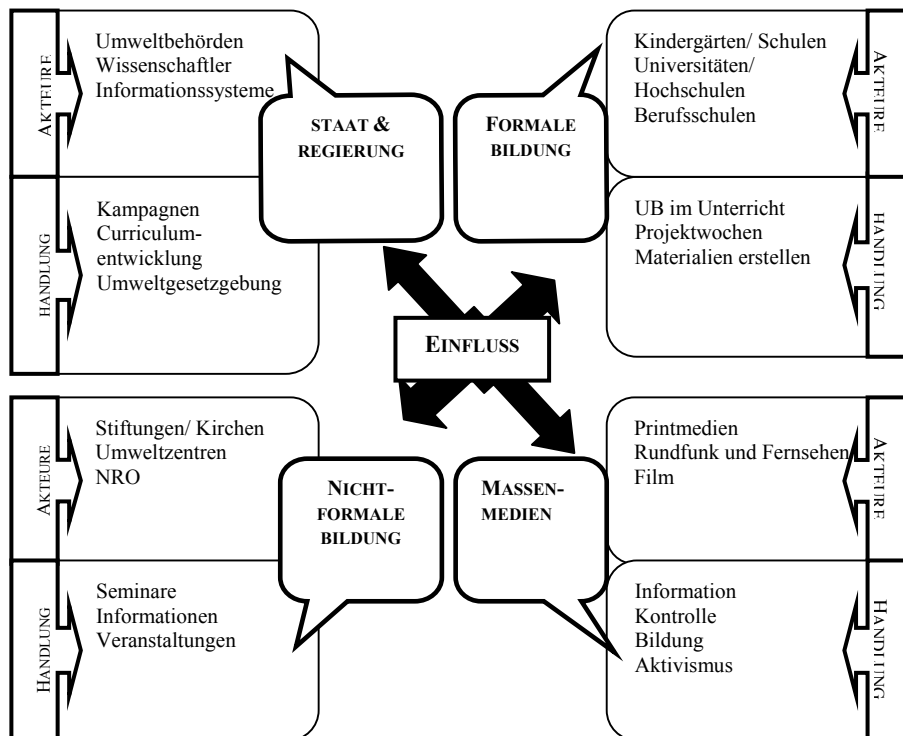 AKTEURE
Umweltbehörden
Wissenschaftler
Informationssysteme
STAAT &
REGIERUNG
HANDLUNG
Kampagnen
Curriculum-
entwicklung
Umweltgesetzgebung
FORMALE
BILDUNG
Kindergärten/ Schulen
Universitäten/
Hochschulen
Berufsschulen
AKTEURE
UB im Unterricht
Projektwochen
Materialien erstellen
HANDLUNG
EINFLUSS
AKTEURE
Stiftungen/ Kirchen
Umweltzentren
NRO
NICHT-
FORMALE
BILDUNG
HANDLUNG
Seminare
Informationen
Veranstaltungen
MASSEN-
MEDIEN
Printmedien
Rundfunk und Fernsehen
Film
AKTEURE
Information
Kontrolle
Bildung
Aktivismus
HANDLUNG